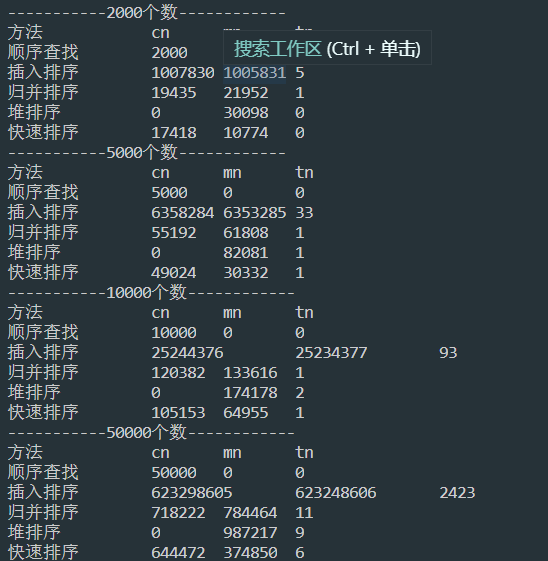 -----------2000个数------------
方法 cn mn tn
顺序查找 2000
搜索工作区 (Ctrl + 单击)
插入排序 1007830 1005831 5
归并排序 19435 21952 1
堆排序 0 30098 0
快速排序 17418 10774 0
-----------5000个数------------
方法 cn mn tn
顺序查找 5000 0 0
插入排序 6358284 6353285 33
归并排序 55192 61808 1
堆排序 0 82081 1
快速排序 49024 30332 1
-----------10000个数------------
方法 cn mn tn
顺序查找 10000 0 0
插入排序 25244376 25234377 93
归并排序 120382 133616 1
堆排序 0 174178 2
快速排序 105153 64955 1
-----------50000个数------------
方法 cn mn tn
顺序查找 50000 0 0
插入排序 623298605 623248606 2423
归并排序 718222 784464 11
堆排序 0 987217 9
快速排序 644472 374850 6